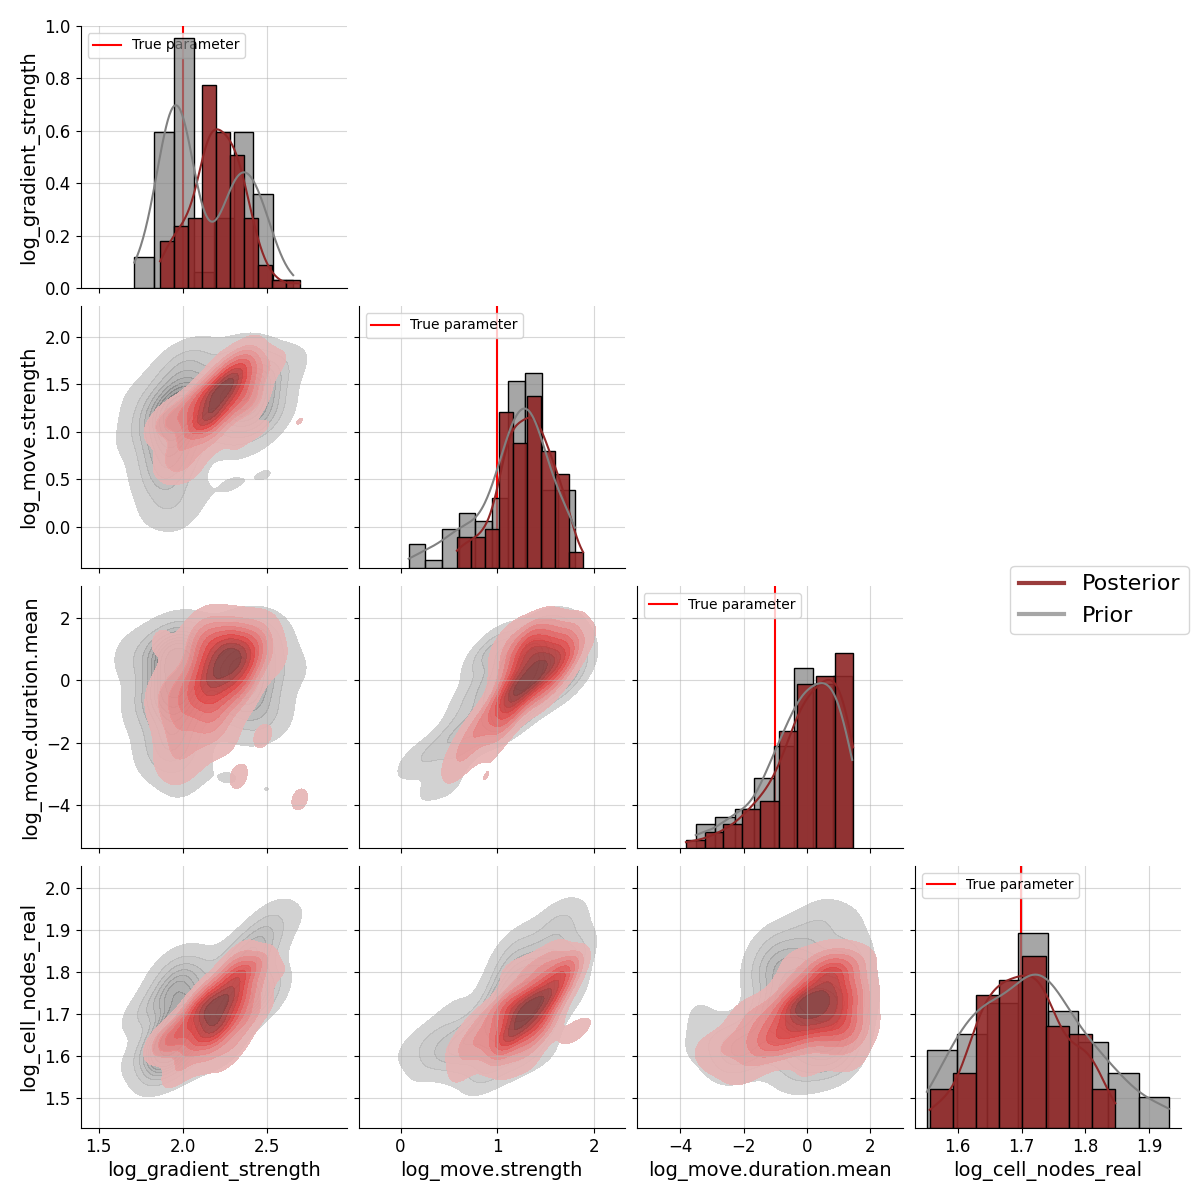 1.0
True parameter
0.8
0.6
0.4
0.2
0.0
log_gradient_strength
2.0
1.5
1.0
0.5
0.0
log_move.strength
True parameter
2
0
−2
−4
log_move.duration.mean
True parameter
Posterior
Prior
2.0
1.9
1.8
1.7
1.6
1.5
log_cell_nodes_real
True parameter
1.5 2.0 2.5
0 1 2
−4 −2 0 2
1.6 1.7 1.8 1.9
log_gradient_strength
log_move.strength
log_move.duration.mean
log_cell_nodes_real